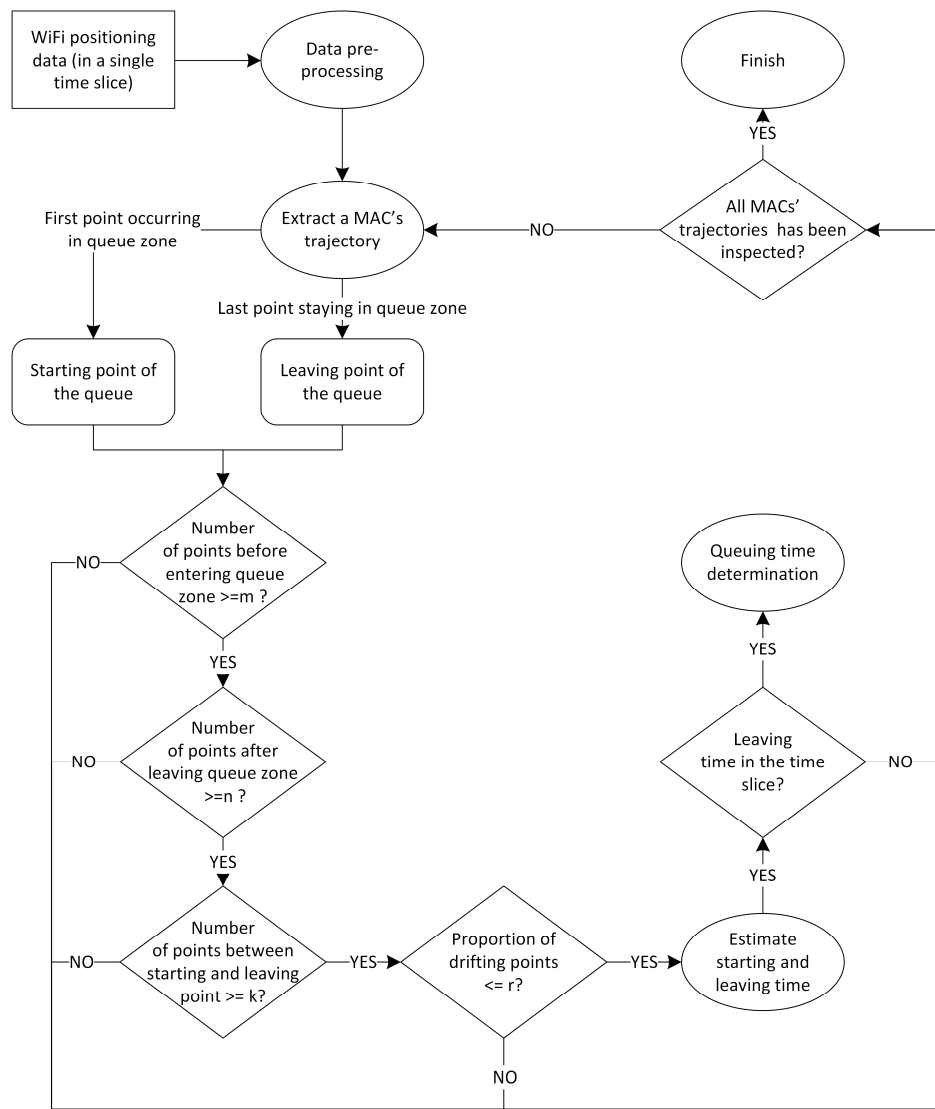 WiFi positioning
data (in a single
time slice)
Data pre-
processing
Finish
YES
All MACs’
trajectories has been
inspected?
NO
Extract a MAC’s
trajectory
First point occurring
in queue zone
Last point staying in queue zone
Starting point of
the queue
Leaving point of
the queue
Number
of points before
entering queue
zone >=m ?
NO
YES
Number
of points after
leaving queue zone
>=n ?
NO
YES
Number
of points between
starting and leaving
point >= k?
NO
YES
Proportion of
drifting points
<= r?
NO
YES
Estimate
starting and
leaving time
YES
Leaving
time in the time
slice?
NO
YES
Queuing time
determination